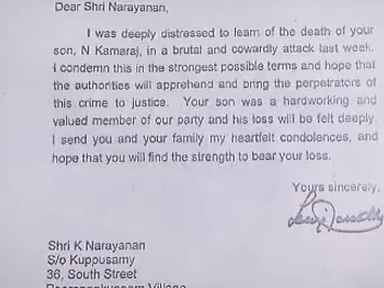 Dear Shri Narayanan,
I was deeply distressed to learn of the death of your
son, N Kamaraj, in a brutal and cowardly attack last week.
I condemn this in the strongest possible terms and hope that
the authorities will apprehend and bring the perpetrators of
this crime to justice. Your son was a hardworking and
valued member of our party and his loss will be felt deeply.
I send you and your family my heartfelt condolences, and
hope that you will find the strength to bear your loss.
Yours sincerely,
Shri K Narayanan
S/o Kuppusamy
36, South Street
Village